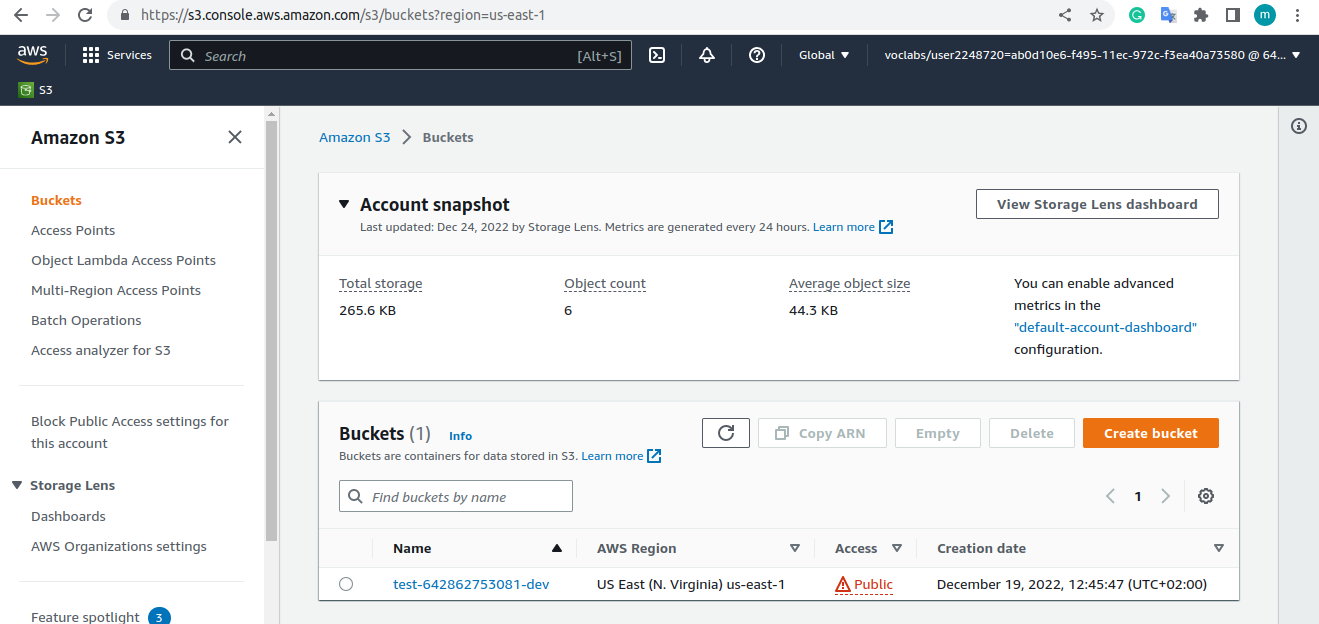 https://s3.console.aws.amazon.com/s3/buckets?region=us-east-1
m
aws
Services
Search
[Alt+S]
Global
voclabs/user2248720=ab0d10e6-f495-11ec-972c-f3ea40a73580 @ 64...
S3
Amazon S3
Buckets
Access Points
Object Lambda Access Points
Multi-Region Access Points
Batch Operations
Access analyzer for S3
Block Public Access settings for
this account
Storage Lens
Dashboards
AWS Organizations settings
Feature spotlight 3
Amazon S3 > Buckets
Account snapshot
View Storage Lens dashboard
Last updated: Dec 24, 2022 by Storage Lens. Metrics are generated every 24 hours. Learn more
Total storage
265.6 KB
Object count
6
Average object size
44.3 KB
You can enable advanced
metrics in the
"default-account-dashboard"
configuration.
Buckets (1) Info
Copy ARN
Empty
Delete
Create bucket
Buckets are containers for data stored in S3. Learn more
Find buckets by name
1
Name AWS Region Access Creation date
test-642862753081-dev US East (N. Virginia) us-east-1 Public December 19, 2022, 12:45:47 (UTC+02:00)